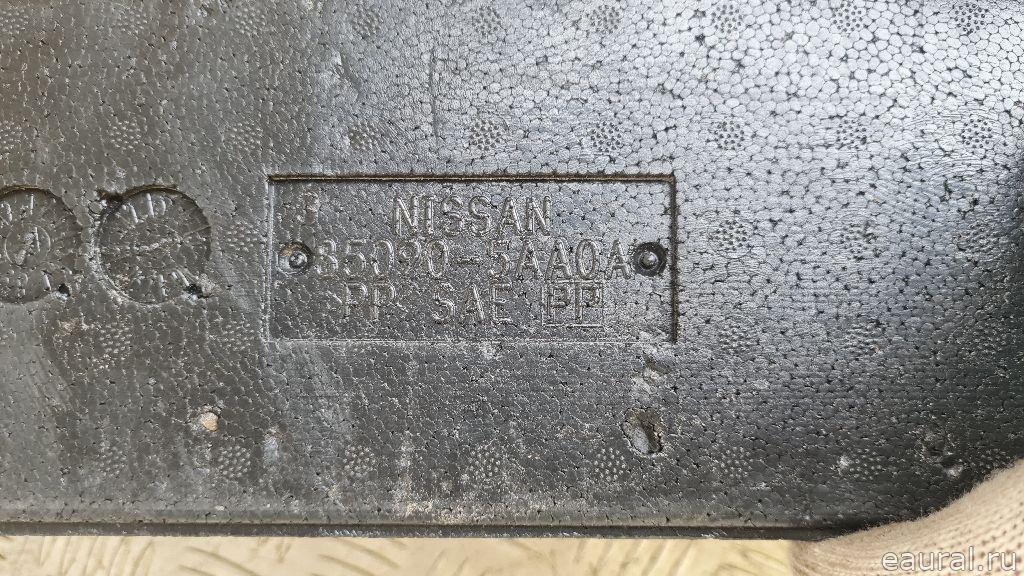 NISSAN
85090-5AA0A
PP SAE PP
eaural.ru